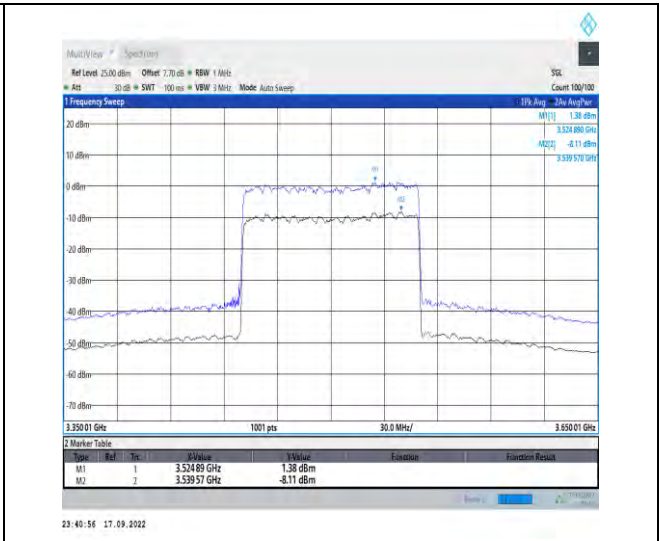 MultiView Spectrum
Ref Level 25.00 dBm Offset 7.70 dB RBW 1 MHz SGL
Att 30 dB SWT 100 ms VBW 3 MHz Mode Auto Sweep Count 100/100
1 Frequency Sweep 1Pk Avg 2Av AvgPwr
M1[1] 1.38 dBm
3.524 890 GHz
M2[2] -8.11 dBm
3.539 570 GHz
20 dBm
10 dBm
0 dBm
M1
M2
-10 dBm
-20 dBm
-30 dBm
-40 dBm
-50 dBm
-60 dBm
-70 dBm
3.350 01 GHz 1001 pts 30.0 MHz/ 3.650 01 GHz
2 Marker Table
Type Ref Trc X-Value Y-Value Function Function Result
M1 1 3.524 89 GHz 1.38 dBm
M2 2 3.539 57 GHz -8.11 dBm
23:40:56 17.09.2022